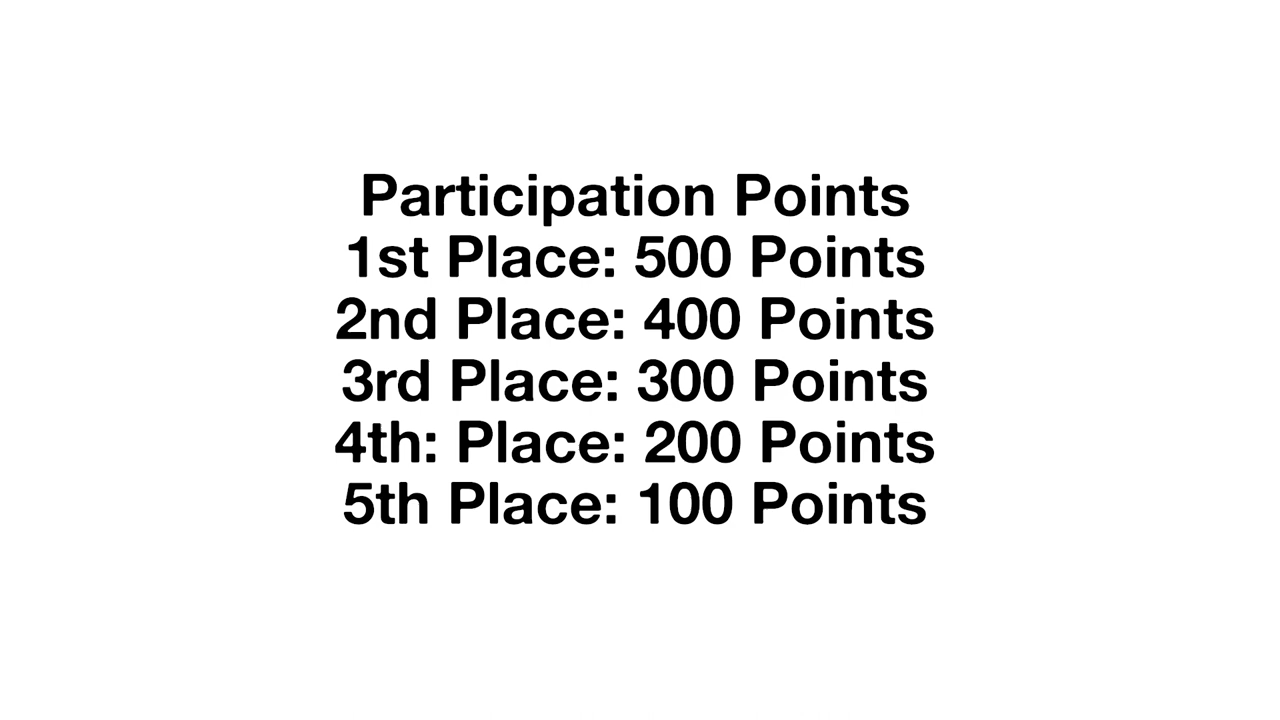 Participation Points
1st Place: 500 Points
2nd Place: 400 Points
3rd Place: 300 Points
4th: Place: 200 Points
5th Place: 100 Points